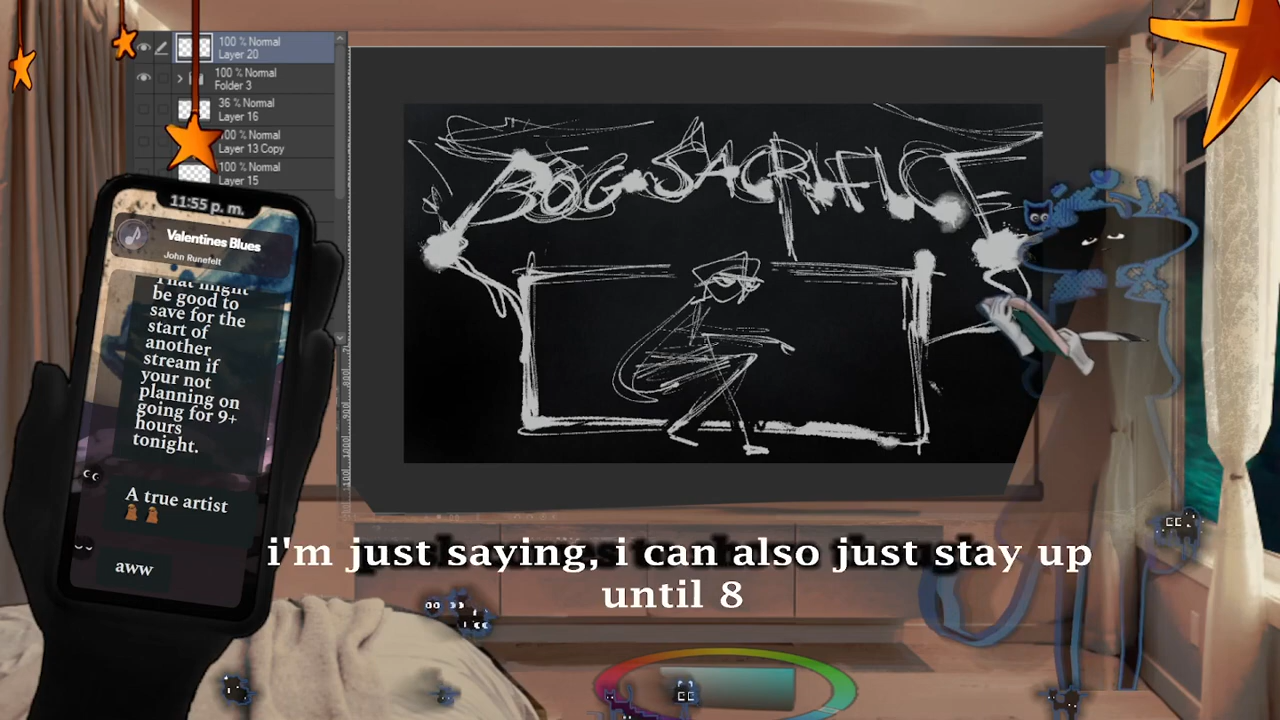 100 % Normal
Layer 20
100 % Normal
Folder 3
36 % Normal
Layer 16
100 % Normal
Layer 13 Copy
100 % Normal
Layer 15
11:55 p. m.
Valentines Blues
John Runefelt
That might
be good to
save for the
start of
another
stream if
your not
planning on
going for 9+
hours
tonight.
A true artist
aww
BOG SACRIFICE
i'm just saying, i can also just stay up
until 8